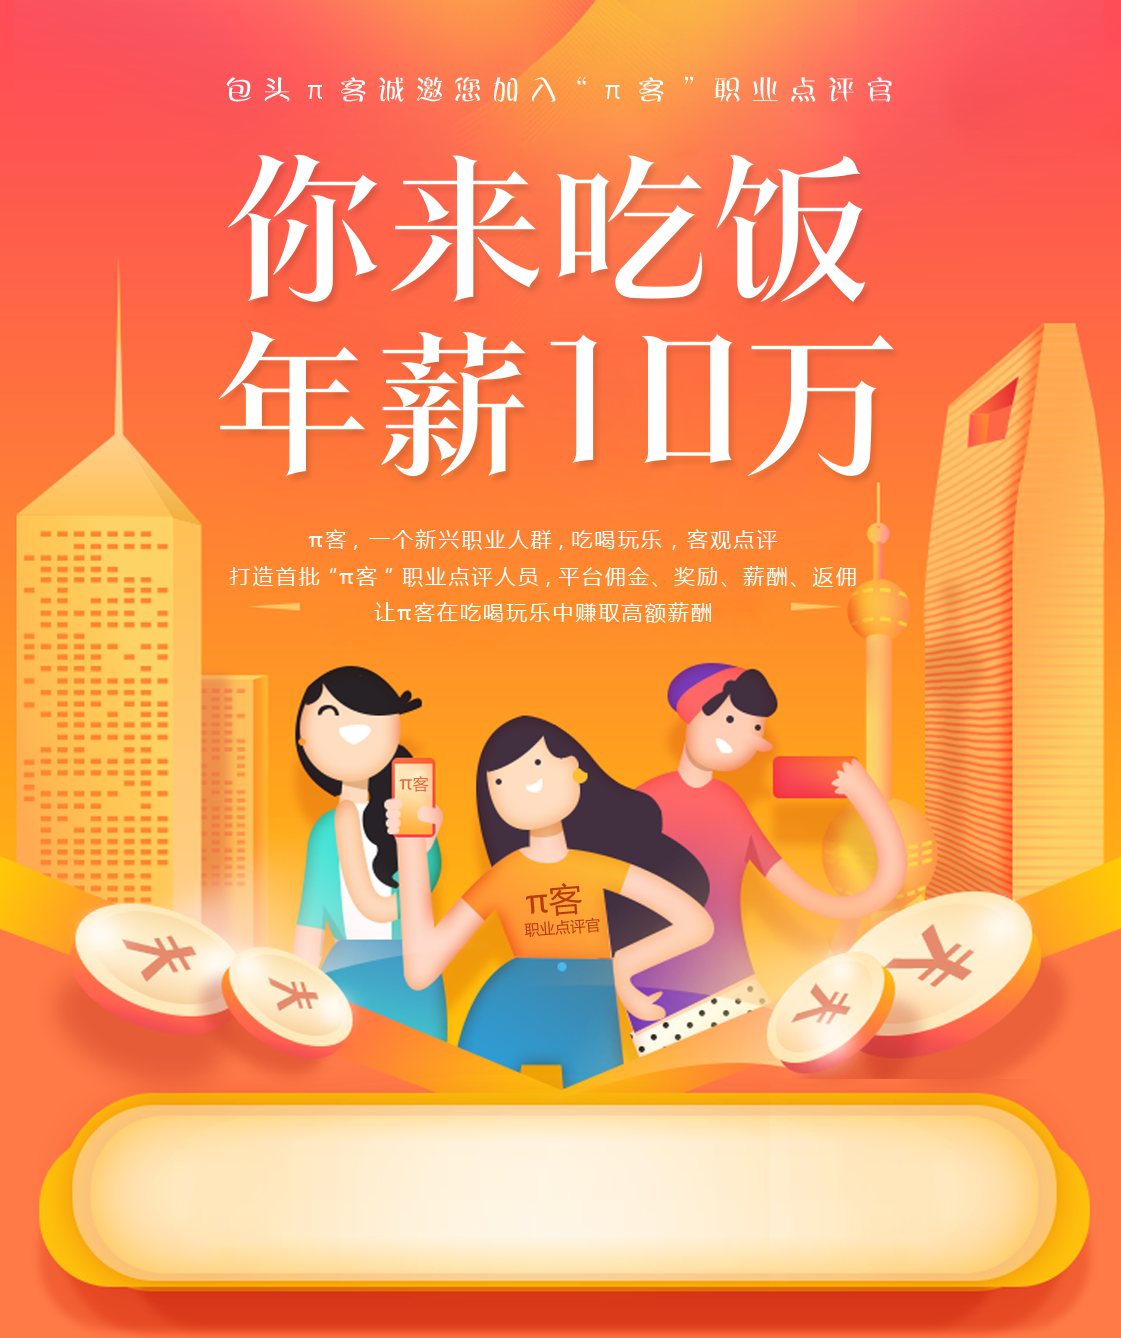 包头π客诚邀您加入“π客”职业点评官
你来吃饭
年薪10万
π客，一个新兴职业人群，吃喝玩乐，客观点评
打造首批“π客”职业点评人员，平台佣金、奖励、薪酬、返佣
让π客在吃喝玩乐中赚取高额薪酬
π客
π客
职业点评官